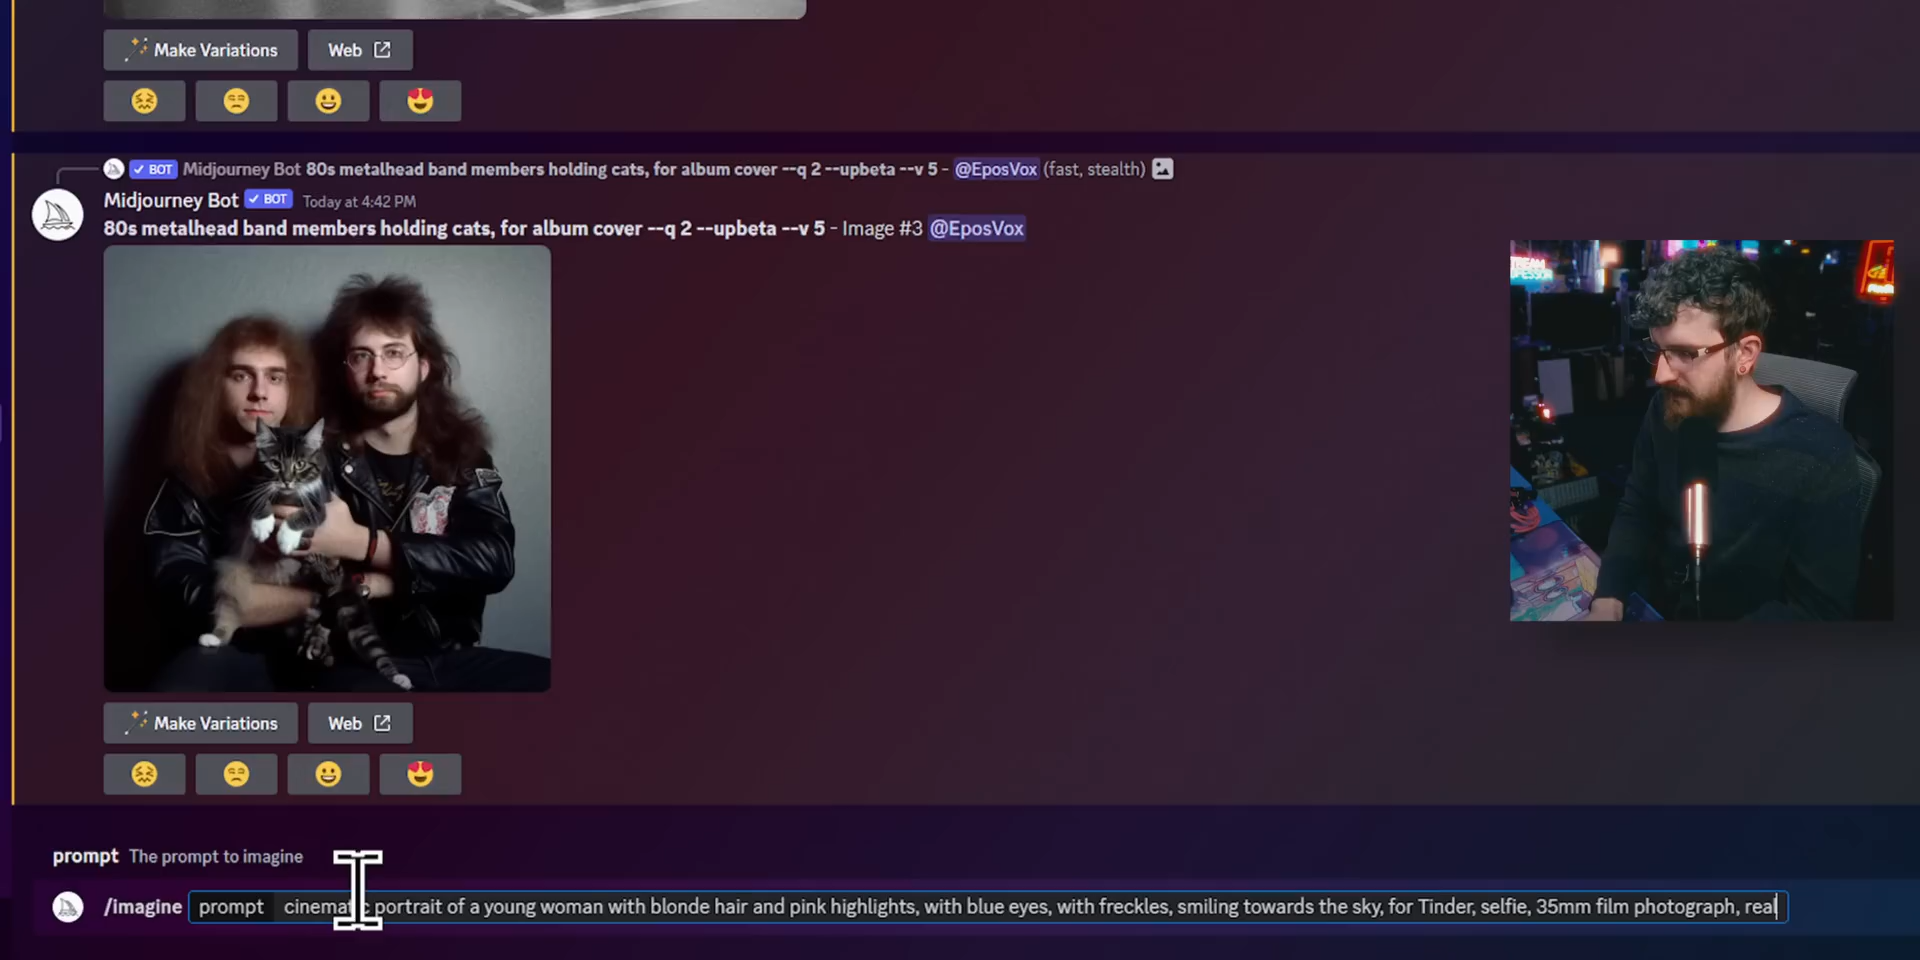 Make Variations Web
BOT Midjourney Bot 80s metalhead band members holding cats, for album cover --q 2 --upbeta --v 5 - @EposVox (fast, stealth)
Midjourney Bot BOT Today at 4:42 PM
80s metalhead band members holding cats, for album cover --q 2 --upbeta --v 5 - Image #3 @EposVox
STREAM
Make Variations Web
prompt The prompt to imagine
/imagine prompt cinematic portrait of a young woman with blonde hair and pink highlights, with blue eyes, with freckles, smiling towards the sky, for Tinder, selfie, 35mm film photograph, real